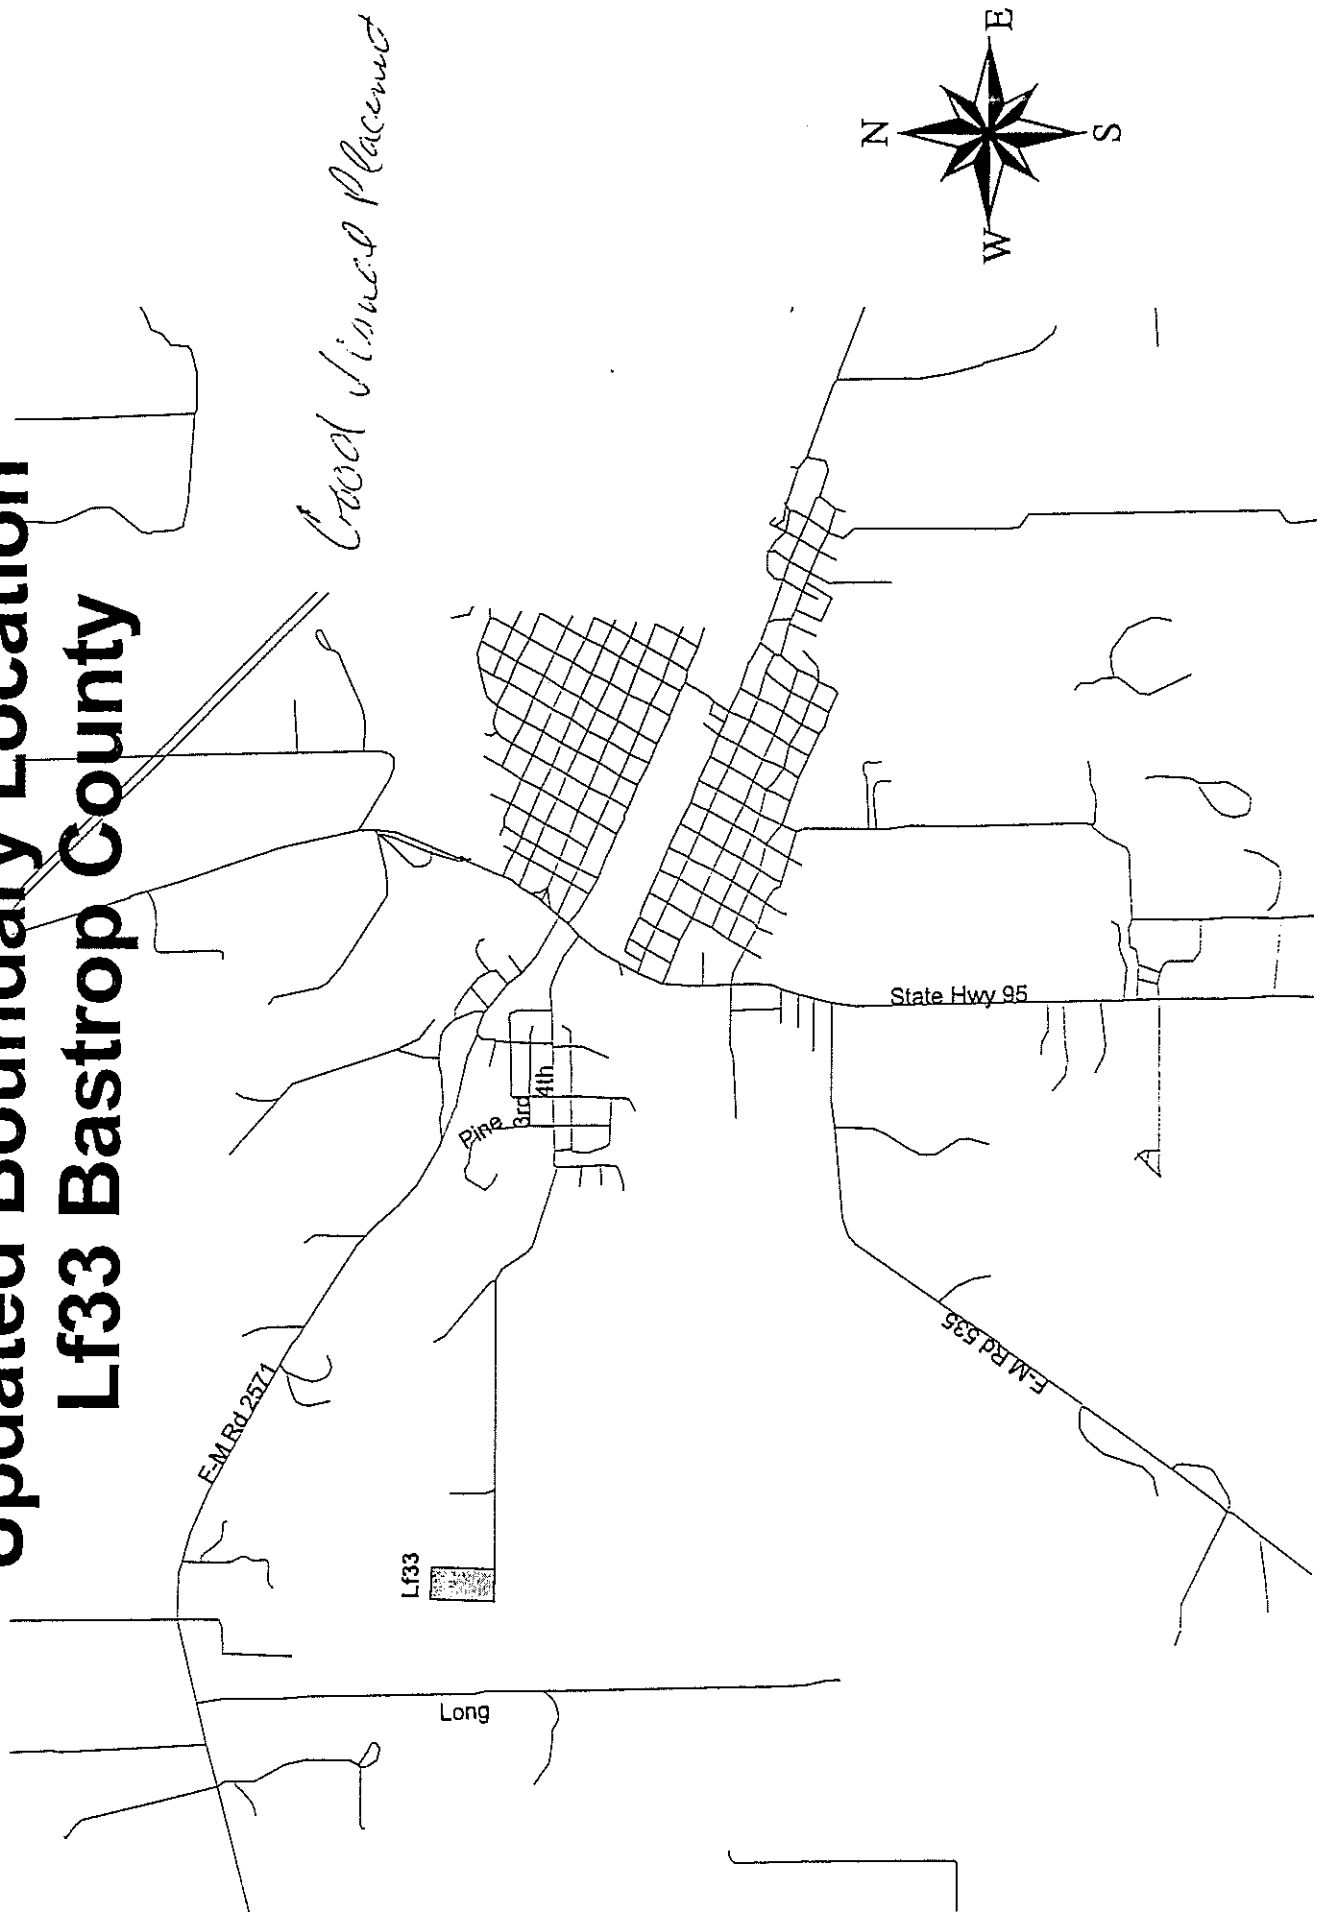 Updated Boundary Location
Lf33 Bastrop County
Good Visual Placement
N
E
S
W
State Hwy 95
Pine
3rd
4th
F-M Rd 2571
F-M Rd 535
Lf33
Long